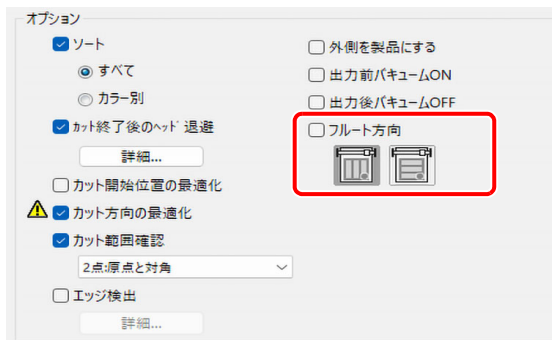 オプション
ソート
すべて
カラー別
カット終了後のヘッド退避
詳細...
カット開始位置の最適化
カット方向の最適化
カット範囲確認
2点:原点と対角
エッジ検出
詳細...
外側を製品にする
出力前バキュームON
出力後バキュームOFF
フルート方向